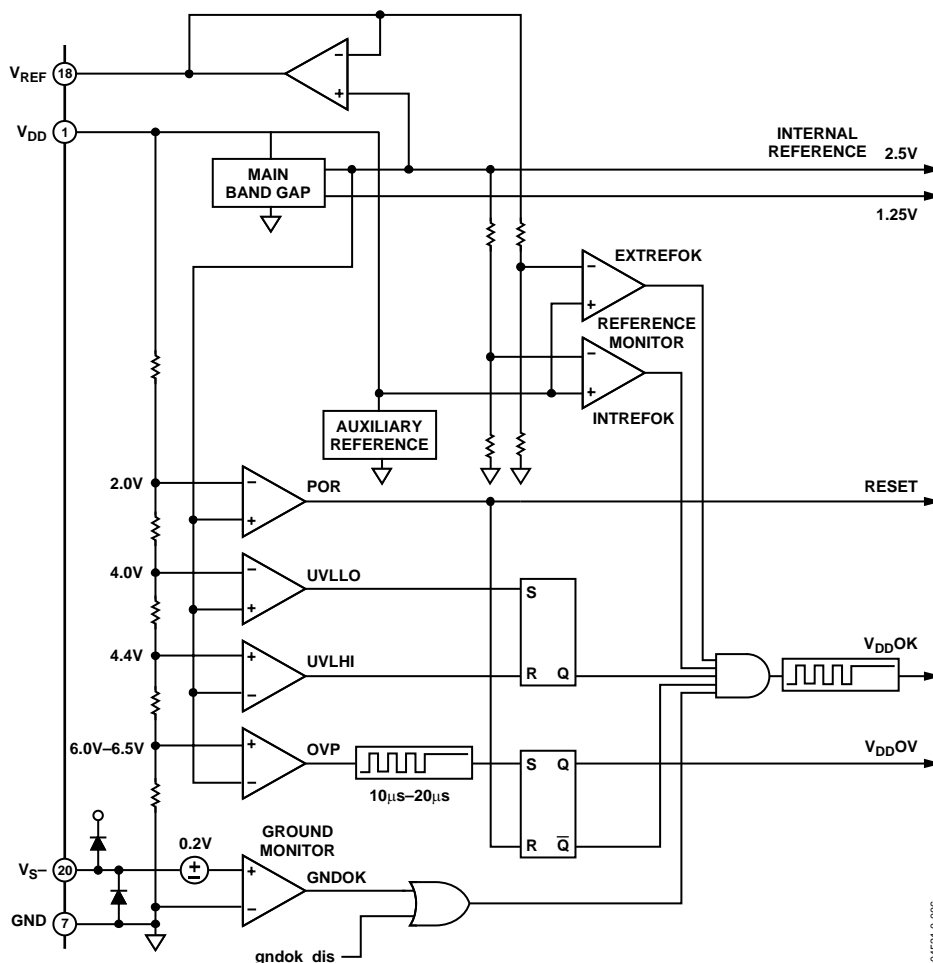 VREF 18
VDD 1
INTERNAL
REFERENCE 2.5V
MAIN
BAND GAP
1.25V
−
+
EXTREFOK
−
+
REFERENCE
MONITOR
−
+
INTREFOK
AUXILIARY
REFERENCE
2.0V
−
+
POR
RESET
4.0V
−
+
UVLLO
S
R Q
4.4V
+
−
UVLHI
VDDOK
6.0V–6.5V
+
−
OVP
10μs–20μs
S Q
R Q̅
VDDOV
VS− 20
0.2V
±
GROUND
MONITOR
+
−
GNDOK
GND 7
gndok_dis